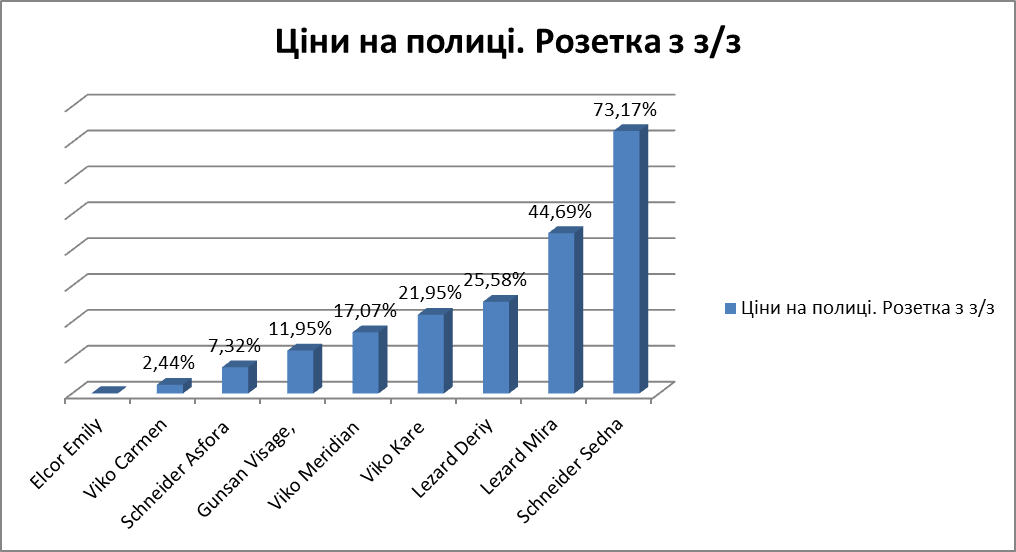 Ціни на полиці. Розетка з з/з
73,17%
44,69%
25,58%
21,95%
17,07%
11,95%
7,32%
2,44%
Ціни на полиці. Розетка з з/з
Elcor Emily
Viko Carmen
Schneider Asfora
Gunsan Visage,
Viko Meridian
Viko Kare
Lezard Deriy
Lezard Mira
Schneider Sedna